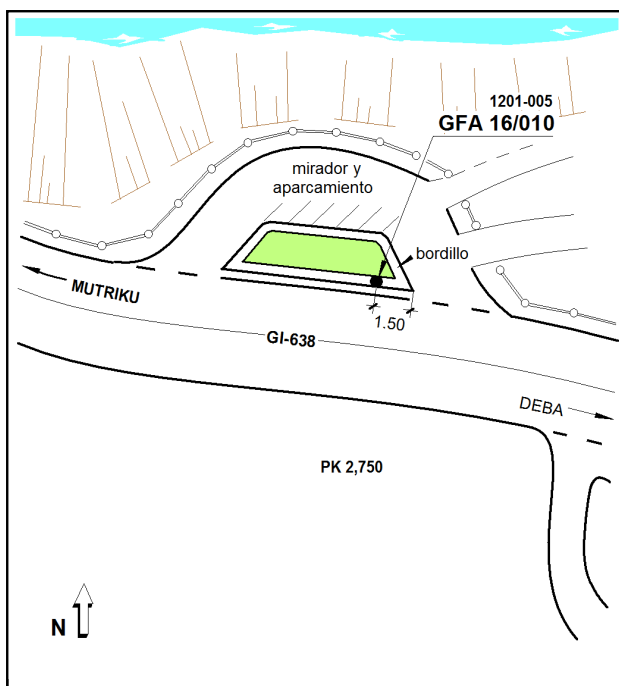 1201-005
GFA 16/010
mirador y
aparcamiento
bordillo
MUTRIKU
1.50
GI-638
DEBA
PK 2,750
N